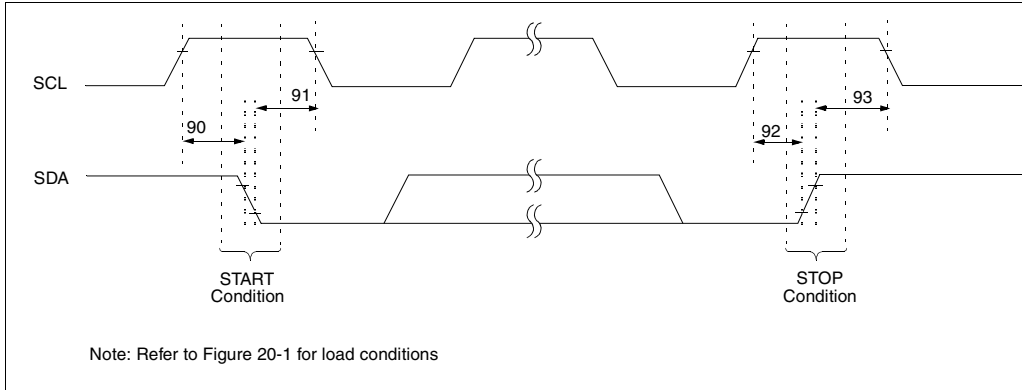 SCL
91
93
90
92
SDA
START
Condition
STOP
Condition
Note: Refer to Figure 20-1 for load conditions